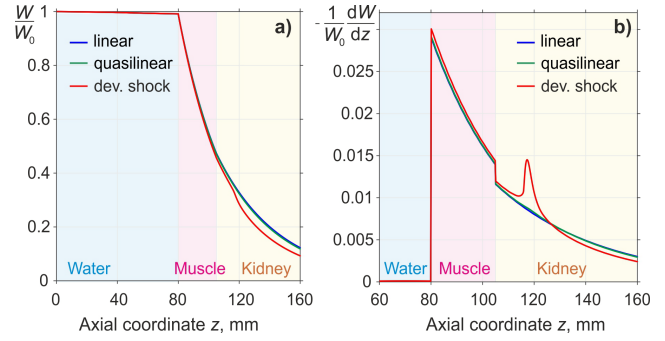 W/W₀
a)
1
0.8
0.6
0.4
0.2
0
linear
quasilinear
dev. shock
Water
Muscle
Kidney
0 40 80 120 160
Axial coordinate z, mm
- 1/W₀ dW/dz
b)
0.025
0.02
0.015
0.01
0.005
0
linear
quasilinear
dev. shock
Water
Muscle
Kidney
60 80 100 120 140 160
Axial coordinate z, mm